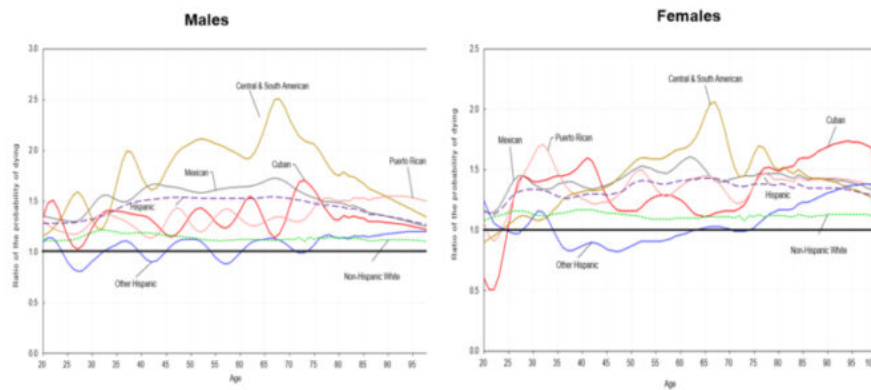 Males
Females
Ratio of the probability of dying
3.0
2.5
2.0
1.5
1.0
0.5
0.0
Central & South American
Mexican
Cuban
Puerto Rican
Hispanic
Other Hispanic
Non-Hispanic White
20 25 30 35 40 45 50 55 60 65 70 75 80 85 90 95
Age
Ratio of the probability of dying
2.5
2.0
1.5
1.0
0.5
0.0
Central & South American
Puerto Rican
Mexican
Cuban
Hispanic
Non-Hispanic White
Other Hispanic
20 25 30 35 40 45 50 55 60 65 70 75 80 85 90 95
Age